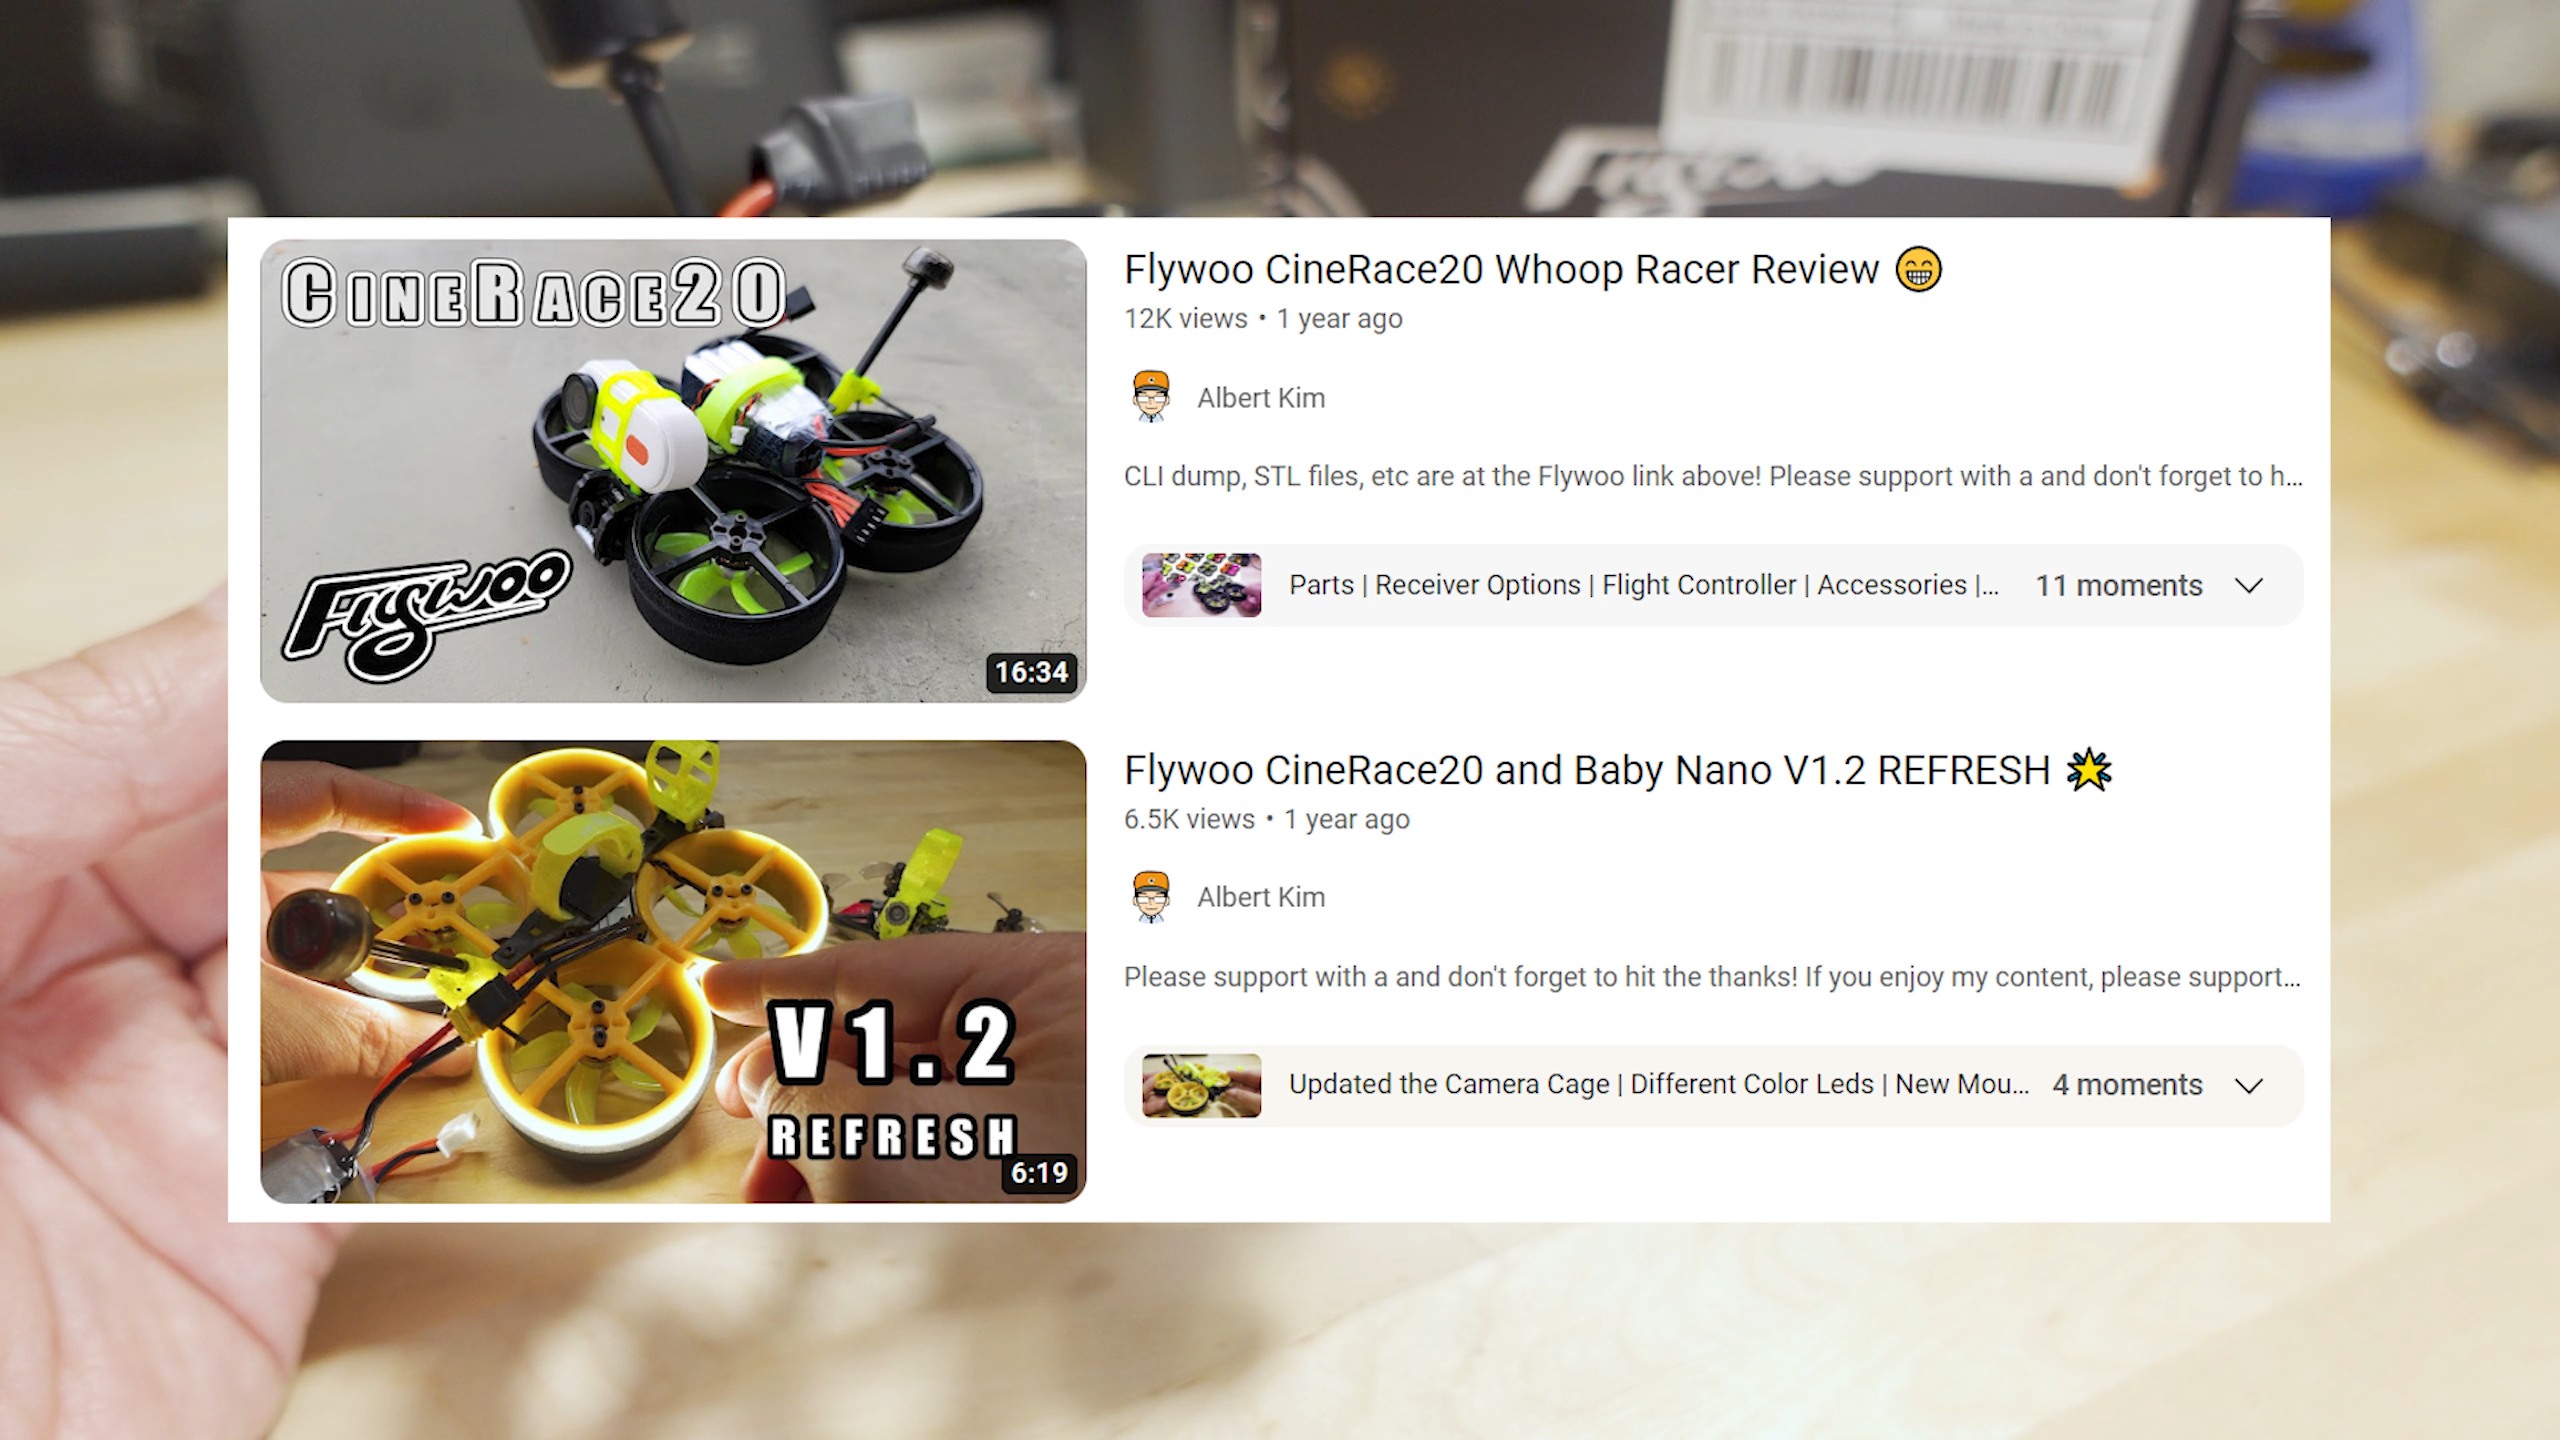 Flywoo
CINERACE20
Flywoo
16:34
Flywoo CineRace20 Whoop Racer Review 😁
12K views • 1 year ago
Albert Kim
CLI dump, STL files, etc are at the Flywoo link above! Please support with a and don't forget to h...
Parts | Receiver Options | Flight Controller | Accessories |...
11 moments
V1.2
REFRESH
6:19
Flywoo CineRace20 and Baby Nano V1.2 REFRESH 🌟
6.5K views • 1 year ago
Albert Kim
Please support with a and don't forget to hit the thanks! If you enjoy my content, please support...
Updated the Camera Cage | Different Color Leds | New Mou...
4 moments